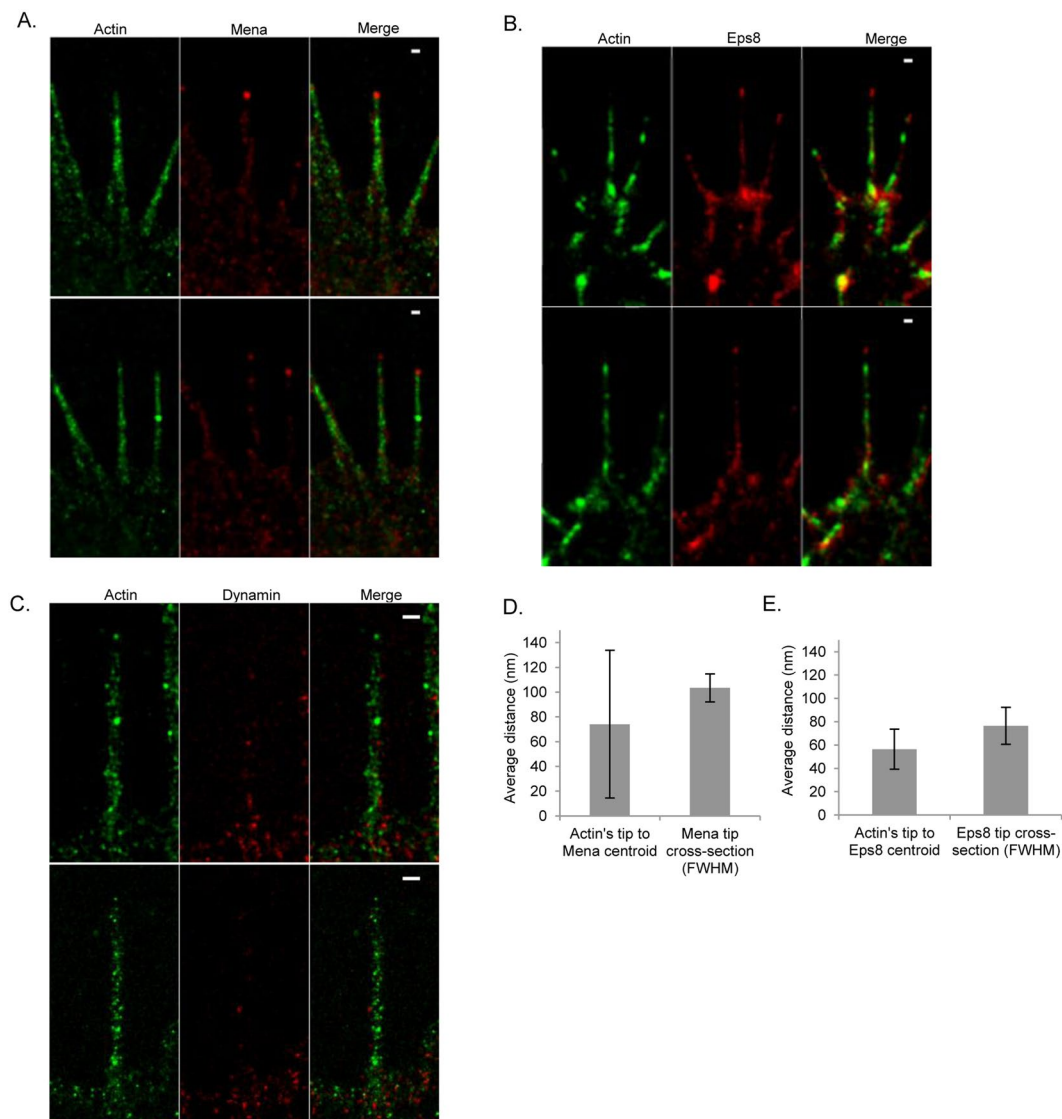 A.
Actin Mena Merge
B.
Actin Eps8 Merge
C.
Actin Dynamin Merge
D.
Average distance (nm)
140
120
100
80
60
40
20
0
Actin's tip to
Mena centroid
Mena tip
cross-section
(FWHM)
E.
Average distance (nm)
140
120
100
80
60
40
20
0
Actin's tip to
Eps8 centroid
Eps8 tip cross-
section (FWHM)